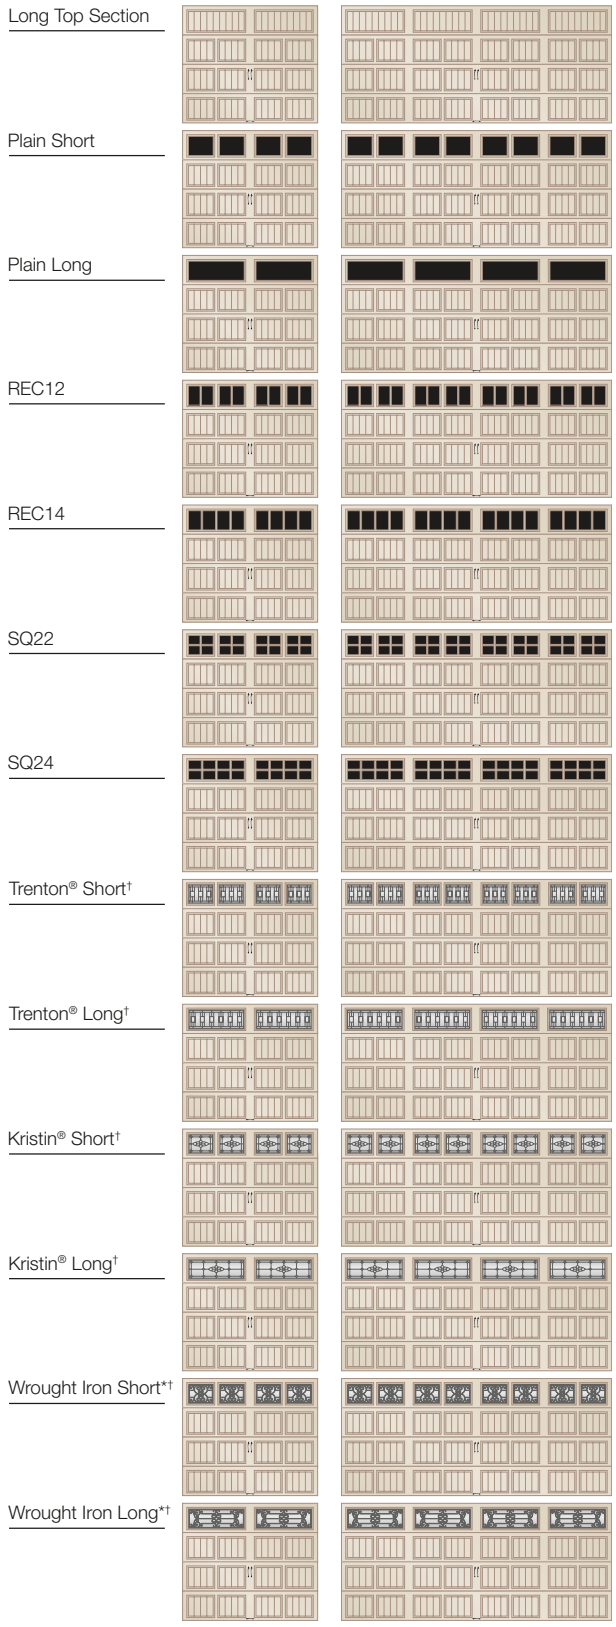 Long Top Section
Plain Short
Plain Long
REC12
REC14
SQ22
SQ24
Trenton® Short†
Trenton® Long†
Kristin® Short†
Kristin® Long†
Wrought Iron Short*†
Wrought Iron Long*†